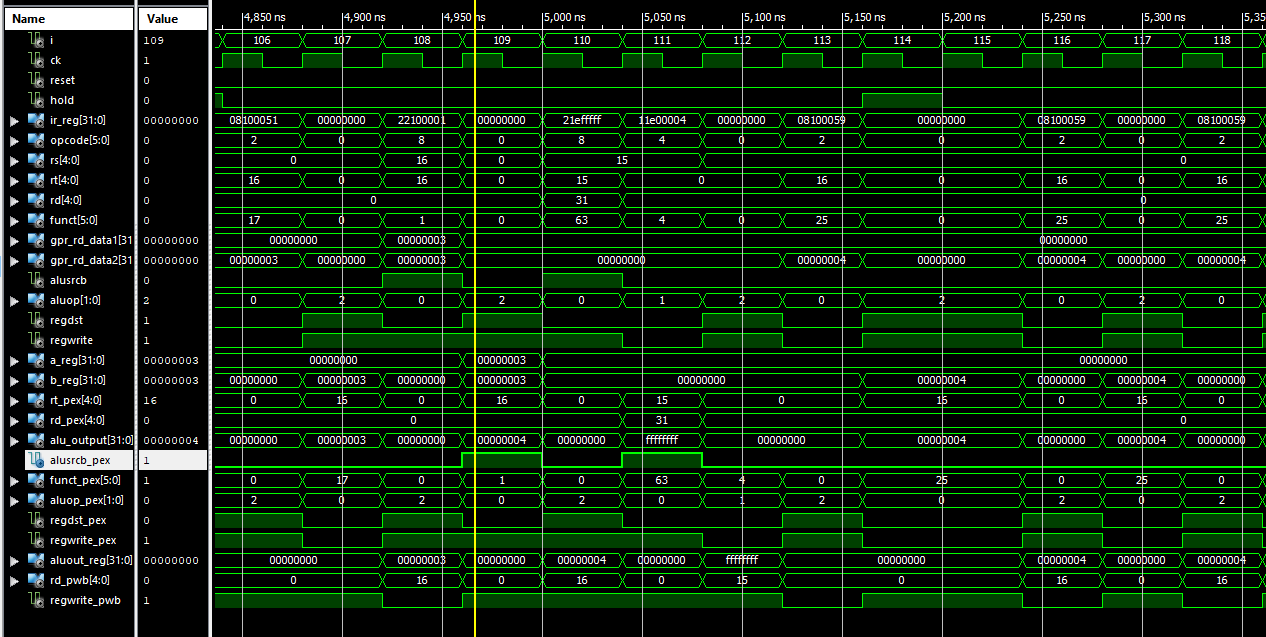 Name Value 4,850 ns 4,900 ns 4,950 ns 5,000 ns 5,050 ns 5,100 ns 5,150 ns 5,200 ns 5,250 ns 5,300 ns 5,35
i 109 106 107 108 109 110 111 112 113 114 115 116 117 118
ck 1
reset 0
hold 0
ir_reg[31:0] 00000000 08100051 00000000 22100001 00000000 21efffff 11e00004 00000000 08100059 00000000 08100059 00000000 08100059
opcode[5:0] 0 2 0 8 0 8 4 0 2 0 2 0 2
rs[4:0] 0 0 16 0 15 0
rt[4:0] 0 16 0 16 0 15 0 16 0 16 0 16
rd[4:0] 0 0 31 0
funct[5:0] 0 17 0 1 0 63 4 0 25 0 25 0 25
gpr_rd_data1[31 00000000 00000000 00000003 00000000
gpr_rd_data2[31 00000000 00000003 00000000 00000003 00000000 00000004 00000000 00000004 00000000 00000004
alusrcb 0
aluop[1:0] 2 0 2 0 2 0 1 2 0 2 0 2 0
regdst 1
regwrite 1
a_reg[31:0] 00000003 00000000 00000003 00000000
b_reg[31:0] 00000003 00000000 00000003 00000000 00000003 00000000 00000004 00000000 00000004 00000000
rt_pex[4:0] 16 0 15 0 16 0 15 0 15 0 15 0
rd_pex[4:0] 0 0 31 0
alu_output[31:0] 00000004 00000000 00000003 00000000 00000004 00000000 ffffffff 00000000 00000004 00000000 00000004 00000000
alusrcb_pex 1
funct_pex[5:0] 1 0 17 0 1 0 63 4 0 25 0 25 0
aluop_pex[1:0] 0 2 0 2 0 2 0 1 2 0 2 0 2
regdst_pex 0
regwrite_pex 1
aluout_reg[31:0] 00000000 00000000 00000003 00000000 00000004 00000000 ffffffff 00000000 00000004 00000000 00000004
rd_pwb[4:0] 0 0 16 0 16 0 15 0 16 0 16
regwrite_pwb 1